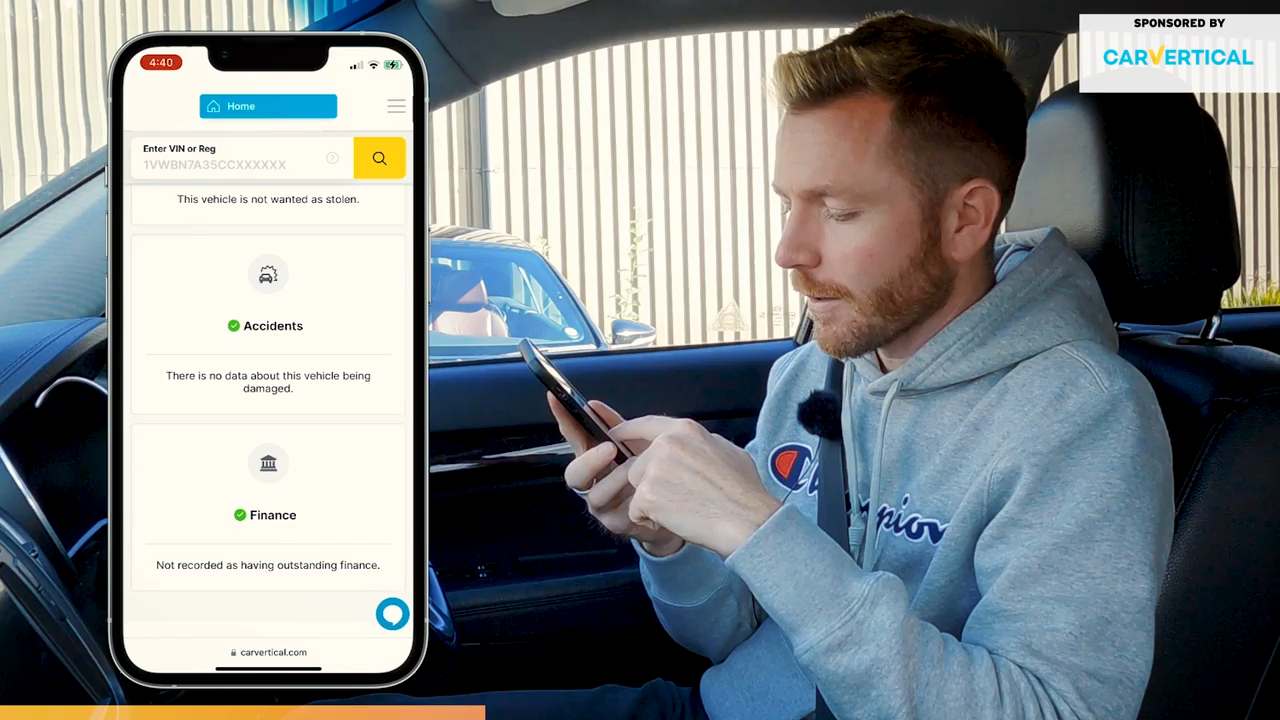 SPONSORED BY
CARVERTICAL
4:40
Home
Enter VIN or Reg
1VWBN7A35CCXXXXXX
This vehicle is not wanted as stolen.
Accidents
There is no data about this vehicle being
damaged.
Finance
Not recorded as having outstanding finance.
carvertical.com
Champion